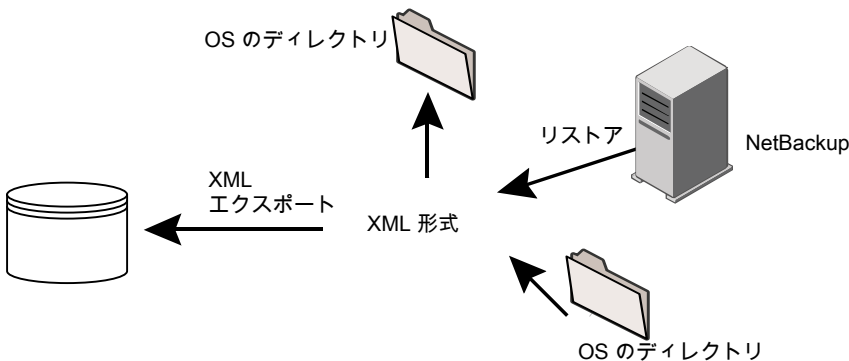 OS のディレクトリ
リストア
NetBackup
XML
エクスポート
XML 形式
OS のディレクトリ